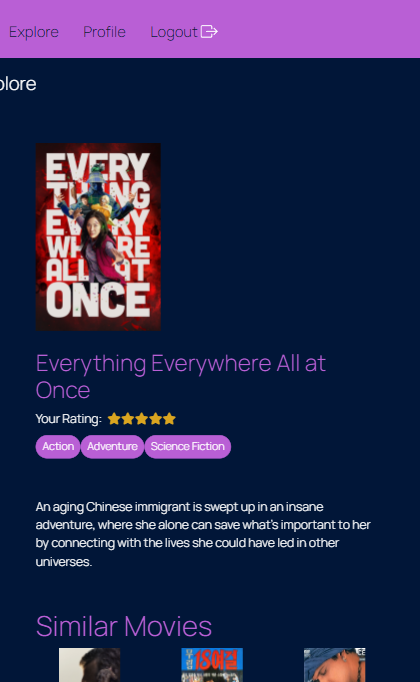 Explore Profile Logout
plore
EVERY
THING
EVERY
WHERE
ALL AT
ONCE
Everything Everywhere All at
Once
Your Rating:
Action Adventure Science Fiction
An aging Chinese immigrant is swept up in an insane
adventure, where she alone can save what's important to her
by connecting with the lives she could have led in other
universes.
Similar Movies